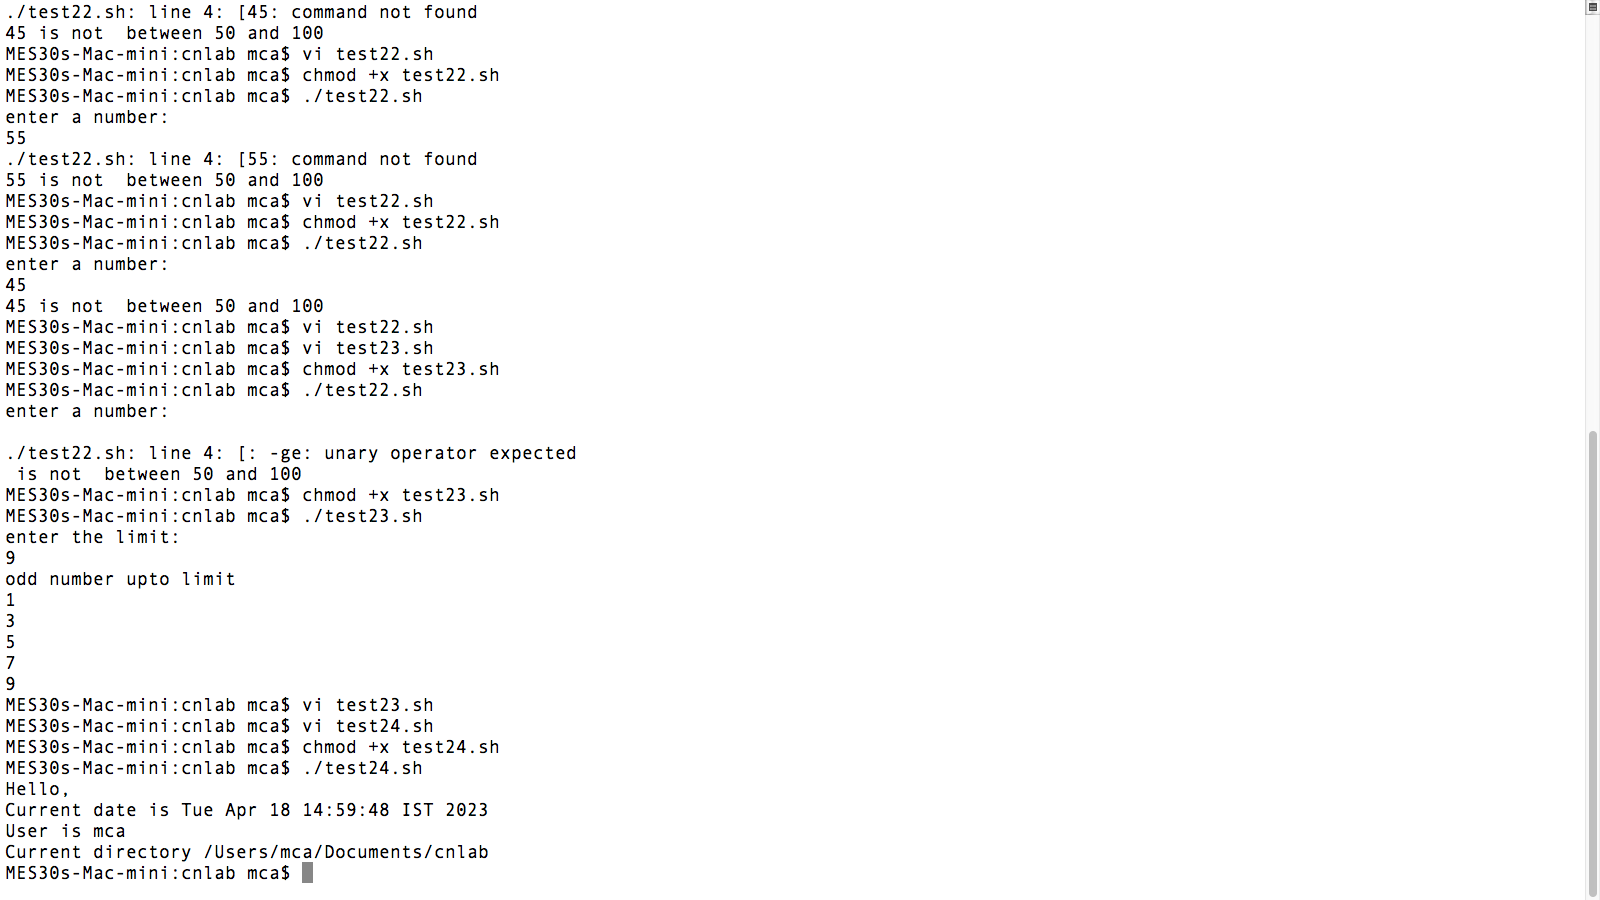 ./test22.sh: line 4: [45: command not found
45 is not  between 50 and 100
MES30s-Mac-mini:cnlab mca$ vi test22.sh
MES30s-Mac-mini:cnlab mca$ chmod +x test22.sh
MES30s-Mac-mini:cnlab mca$ ./test22.sh
enter a number:
55
./test22.sh: line 4: [55: command not found
55 is not  between 50 and 100
MES30s-Mac-mini:cnlab mca$ vi test22.sh
MES30s-Mac-mini:cnlab mca$ chmod +x test22.sh
MES30s-Mac-mini:cnlab mca$ ./test22.sh
enter a number:
45
45 is not  between 50 and 100
MES30s-Mac-mini:cnlab mca$ vi test22.sh
MES30s-Mac-mini:cnlab mca$ vi test23.sh
MES30s-Mac-mini:cnlab mca$ chmod +x test23.sh
MES30s-Mac-mini:cnlab mca$ ./test22.sh
enter a number:

./test22.sh: line 4: [: -ge: unary operator expected
 is not  between 50 and 100
MES30s-Mac-mini:cnlab mca$ chmod +x test23.sh
MES30s-Mac-mini:cnlab mca$ ./test23.sh
enter the limit:
9
odd number upto limit
1
3
5
7
9
MES30s-Mac-mini:cnlab mca$ vi test23.sh
MES30s-Mac-mini:cnlab mca$ vi test24.sh
MES30s-Mac-mini:cnlab mca$ chmod +x test24.sh
MES30s-Mac-mini:cnlab mca$ ./test24.sh
Hello,
Current date is Tue Apr 18 14:59:48 IST 2023
User is mca
Current directory /Users/mca/Documents/cnlab
MES30s-Mac-mini:cnlab mca$